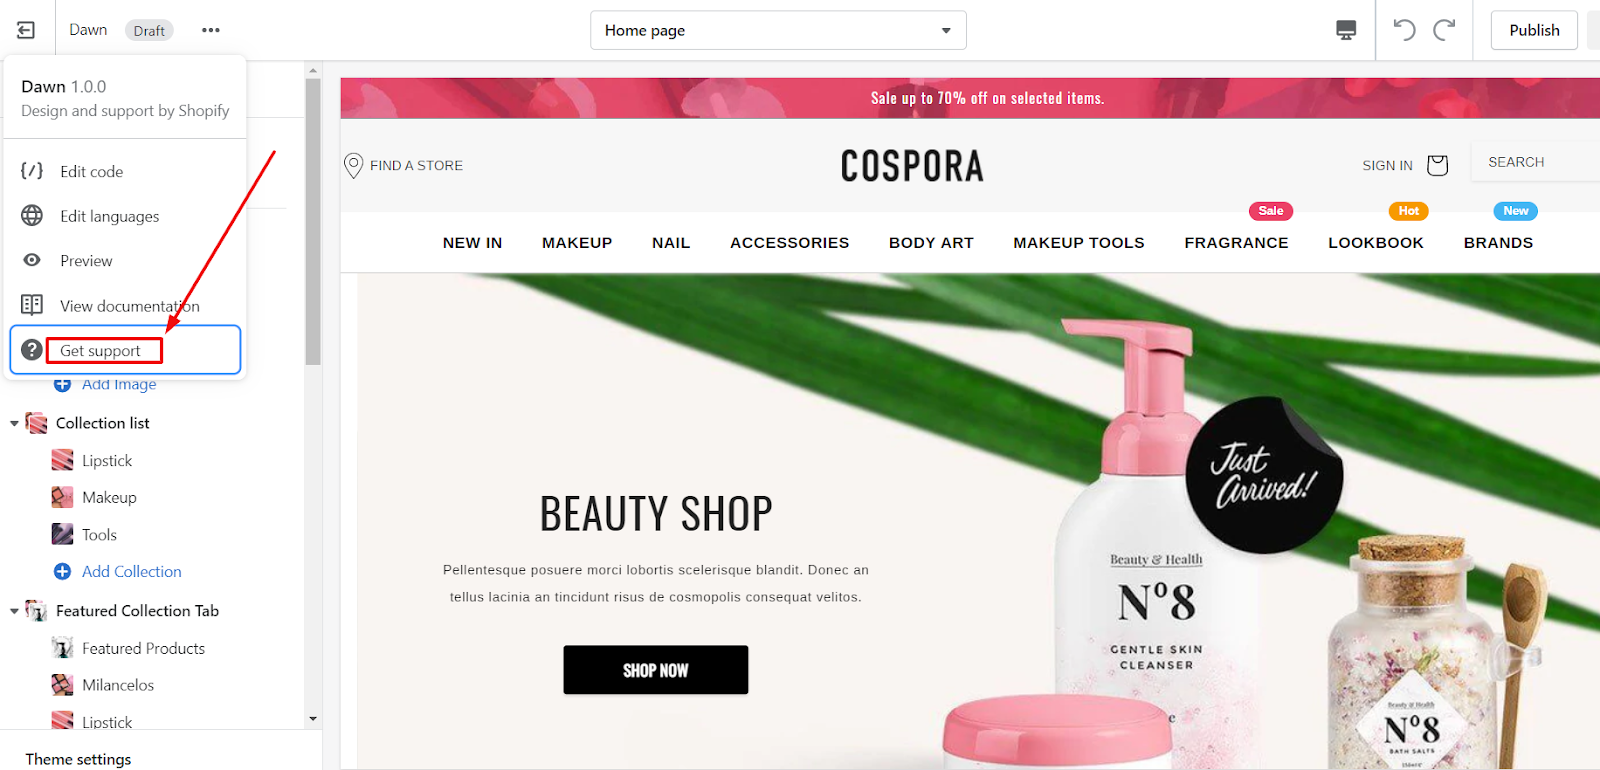 Dawn Draft
Home page
Publish
Dawn 1.0.0
Design and support by Shopify
Edit code
Edit languages
Preview
View documentation
Get support
Add Image
Collection list
Lipstick
Makeup
Tools
Add Collection
Featured Collection Tab
Featured Products
Milancelos
Lipstick
Theme settings
Sale up to 70% off on selected items.
FIND A STORE
COSPORA
SIGN IN
SEARCH
Sale
Hot
New
NEW IN MAKEUP NAIL ACCESSORIES BODY ART MAKEUP TOOLS FRAGRANCE LOOKBOOK BRANDS
BEAUTY SHOP
Pellentesque posuere morci lobortis scelerisque blandit. Donec an
tellus lacinia an tincidunt risus de cosmopolis consequat velitos.
SHOP NOW
Just
arrived!
Beauty & Health
Nº8
GENTLE SKIN
CLEANSER
Beauty & Health
Nº8
BATH SALTS